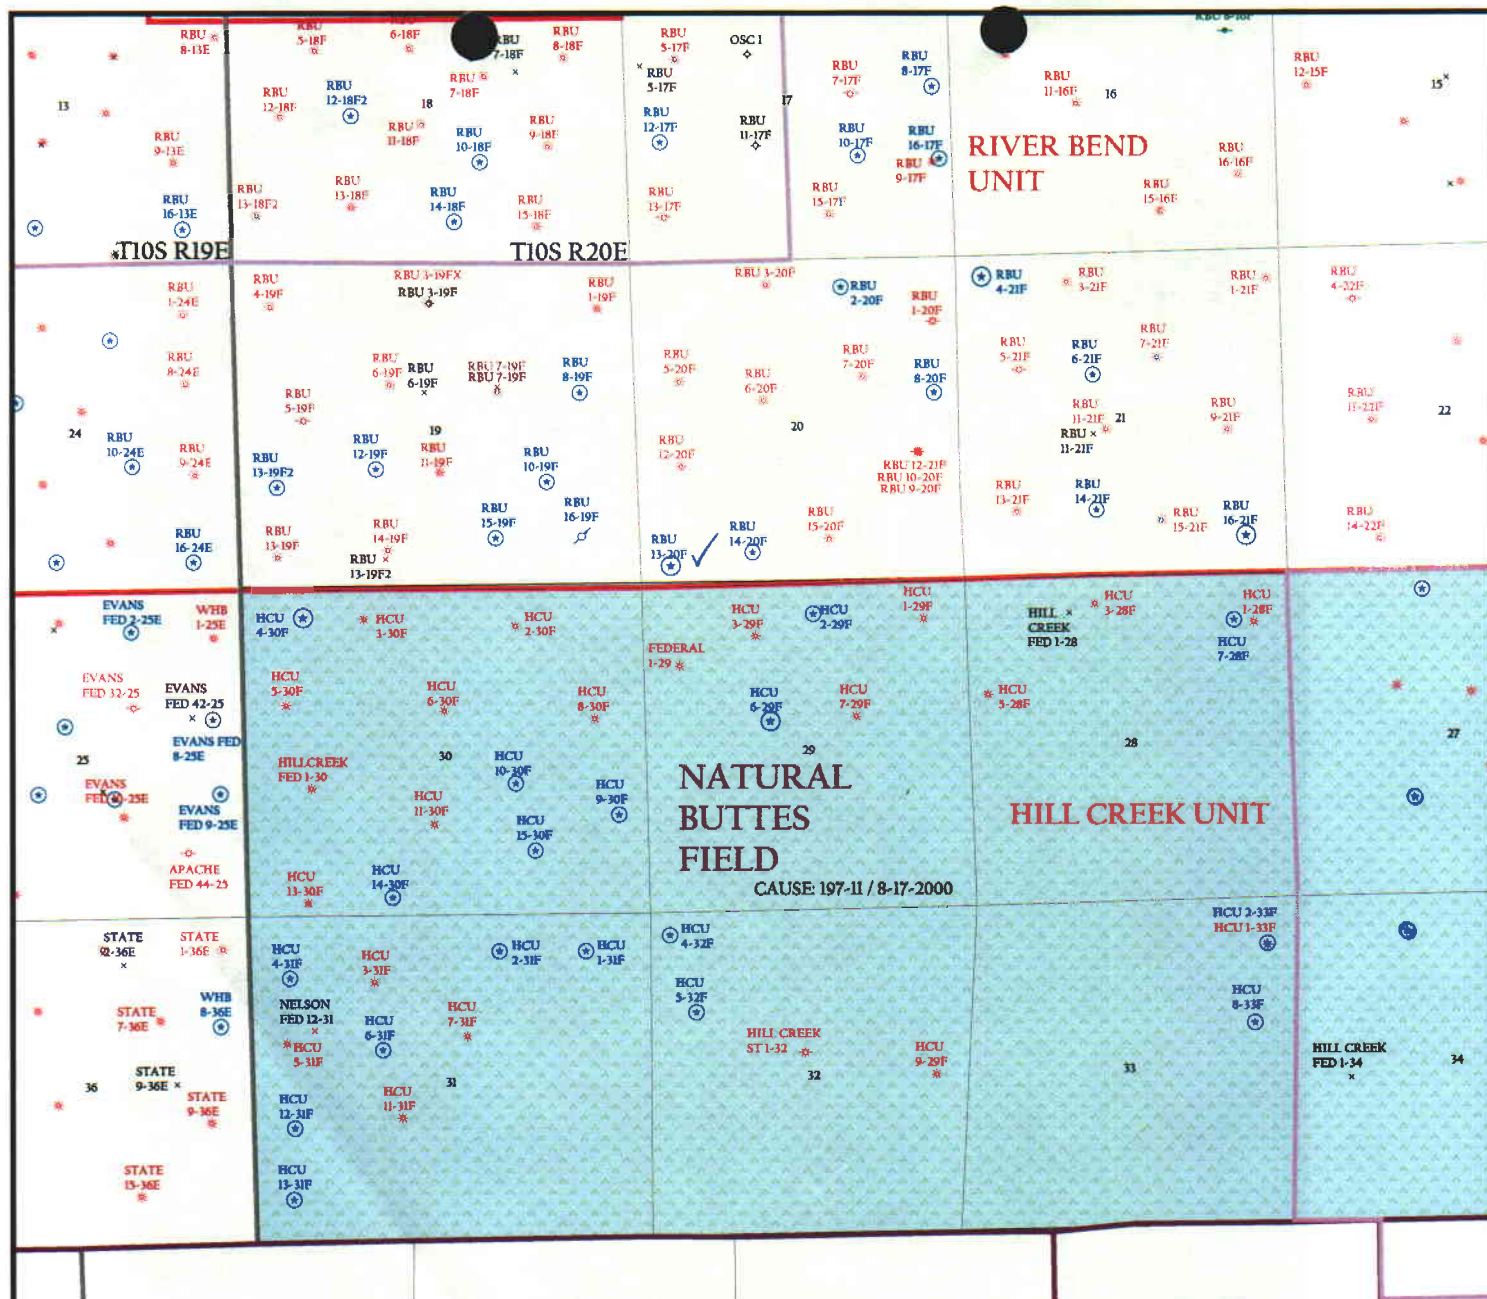 RBU
8-13E
13
RBU
9-13E
RBU
16-13E
T10S R19E
RBU
5-18F
6-18F
RBU
7-18F
RBU
8-18F
RBU
7-18F
RBU
12-18F
RBU
12-18F2
18
RBU
11-18F
RBU
10-18F
RBU
9-18F
RBU
13-18F2
RBU
13-18F
RBU
14-18F
RBU
15-18F
T10S R20E
RBU
5-17F
OSC 1
RBU
5-17F
RBU
12-17F
RBU
11-17F
17
RBU
13-17F
RBU
7-17F
RBU
8-17F
RBU
10-17F
RBU
16-17F
RBU
9-17F
RBU
15-17F
RBU
11-16F
16
RIVER BEND
UNIT
RBU
16-16F
RBU
15-16F
RBU
12-15F
15
RBU
1-24E
RBU
8-24E
24
RBU
10-24E
RBU
9-24E
RBU
16-24E
RBU
4-19F
RBU 3-19FX
RBU 3-19F
RBU
1-19F
RBU
6-19F
RBU
6-19F
RBU 7-19F
RBU 7-19F
RBU
8-19F
RBU
5-19F
19
RBU
13-19F2
RBU
12-19F
RBU
11-19F
RBU
10-19F
RBU
15-19F
RBU
16-19F
RBU
13-19F
RBU
14-19F
RBU
13-19F2
RBU 3-20F
RBU
2-20F
RBU
1-20F
RBU
5-20F
RBU
6-20F
RBU
7-20F
RBU
8-20F
20
RBU
12-20F
RBU 12-21F
RBU 10-20F
RBU 9-20F
RBU
13-20F
RBU
14-20F
RBU
15-20F
RBU
4-21F
RBU
3-21F
RBU
1-21F
RBU
5-21F
RBU
6-21F
RBU
7-21F
RBU
11-21F
21
RBU
11-21F
RBU
9-21F
RBU
13-21F
RBU
14-21F
RBU
15-21F
RBU
16-21F
RBU
4-22F
RBU
11-22F
22
RBU
14-22F
EVANS
FED 2-25E
WHB
1-25E
EVANS
FED 32-25
EVANS
FED 42-25
EVANS FED
8-25E
25
EVANS
EVANS
FED 9-25E
APACHE
FED 44-25
HCU
4-30F
HCU
3-30F
HCU
2-30F
HCU
5-30F
HCU
6-30F
HCU
8-30F
30
HILLCREEK
FED 1-30
HCU
10-30F
HCU
9-30F
HCU
11-30F
HCU
15-30F
HCU
13-30F
HCU
14-30F
HCU
3-29F
HCU
2-29F
HCU
1-29F
FEDERAL
1-29
HCU
6-29F
HCU
7-29F
29
NATURAL
BUTTES
FIELD
CAUSE: 197-11 / 8-17-2000
HILL
CREEK
FED 1-28
HCU
3-28F
HCU
1-28F
HCU
7-28F
HCU
5-28F
28
HILL CREEK UNIT
27
STATE
2-36E
STATE
1-36E
STATE
7-36E
WHB
8-36E
STATE
9-36E
36
STATE
9-36E
STATE
15-36E
HCU
4-31F
HCU
3-31F
HCU
2-31F
HCU
1-31F
NELSON
FED 12-31
HCU
5-31F
HCU
6-31F
HCU
7-31F
31
HCU
12-31F
HCU
11-31F
HCU
13-31F
HCU
4-32F
HCU
5-32F
HILL CREEK
ST 1-32
32
HCU
9-29F
HCU 2-33F
HCU 1-33F
HCU
8-33F
33
HILL CREEK
FED 1-34
34